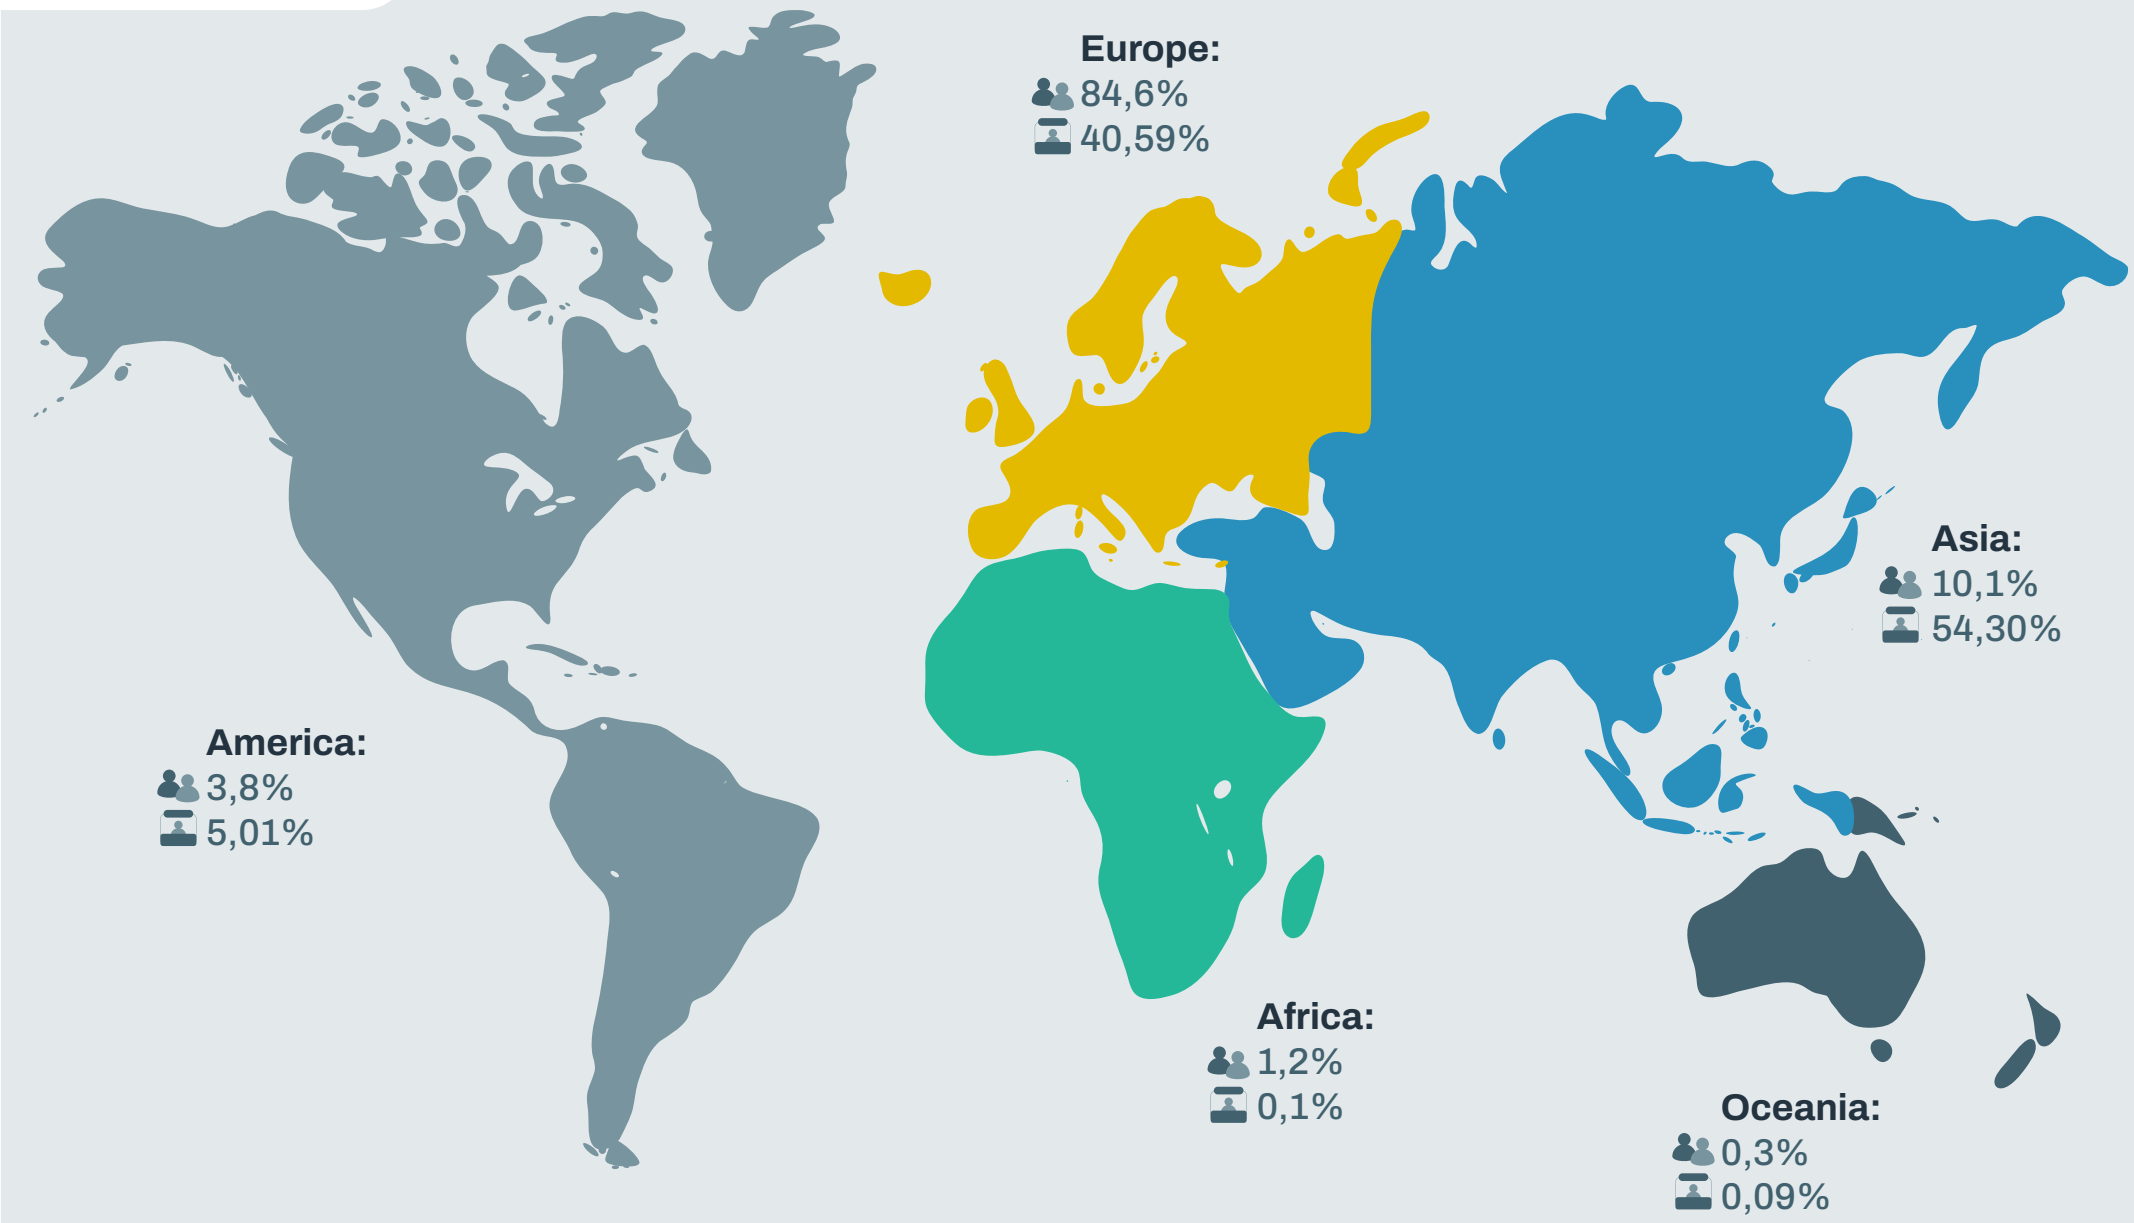 Europe:
84,6%
40,59%
Asia:
10,1%
54,30%
America:
3,8%
5,01%
Africa:
1,2%
0,1%
Oceania:
0,3%
0,09%